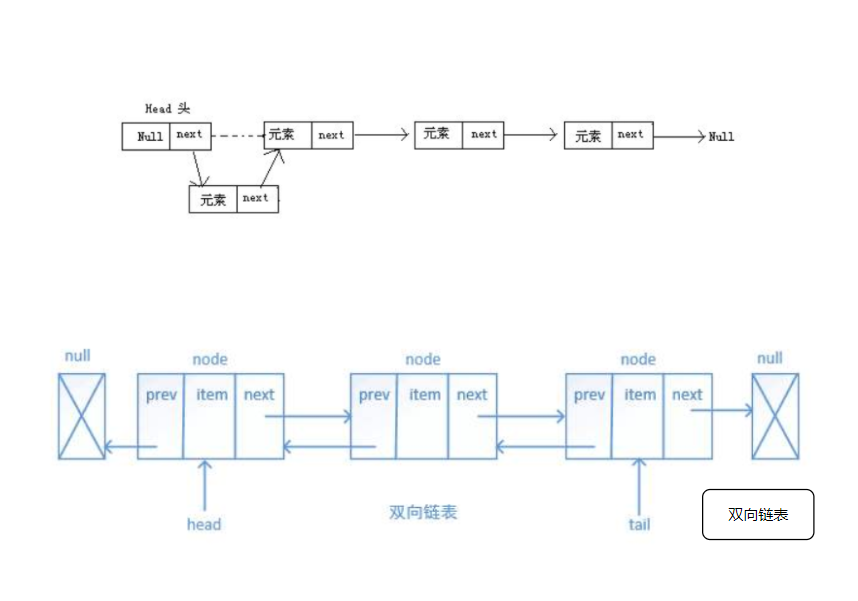 Head 头
Null next 元素 next 元素 next 元素 next Null
元素 next
null node node node null
prev item next prev item next prev item next
head 双向链表 tail
双向链表